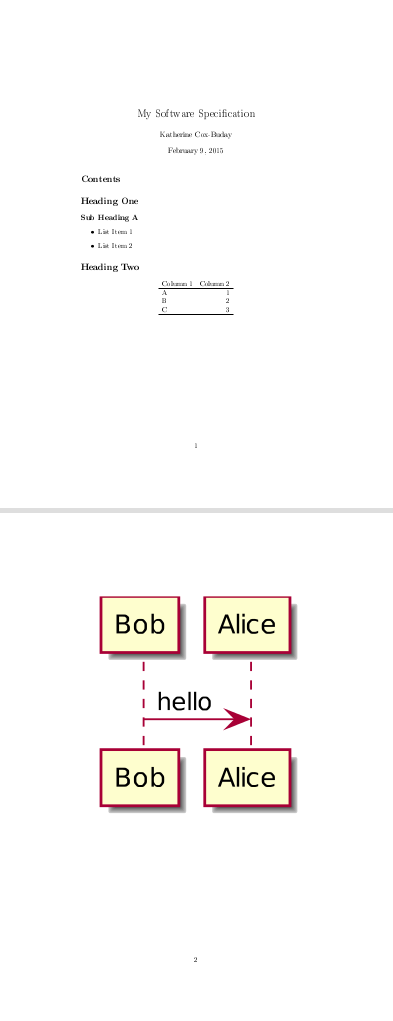 My Software Specification
Katherine Cox-Buday
February 9, 2015
Contents
Heading One
Sub Heading A
• List Item 1
• List Item 2
Heading Two
Column 1 Column 2
A 1
B 2
C 3
1
Bob Alice
hello
Bob Alice
2